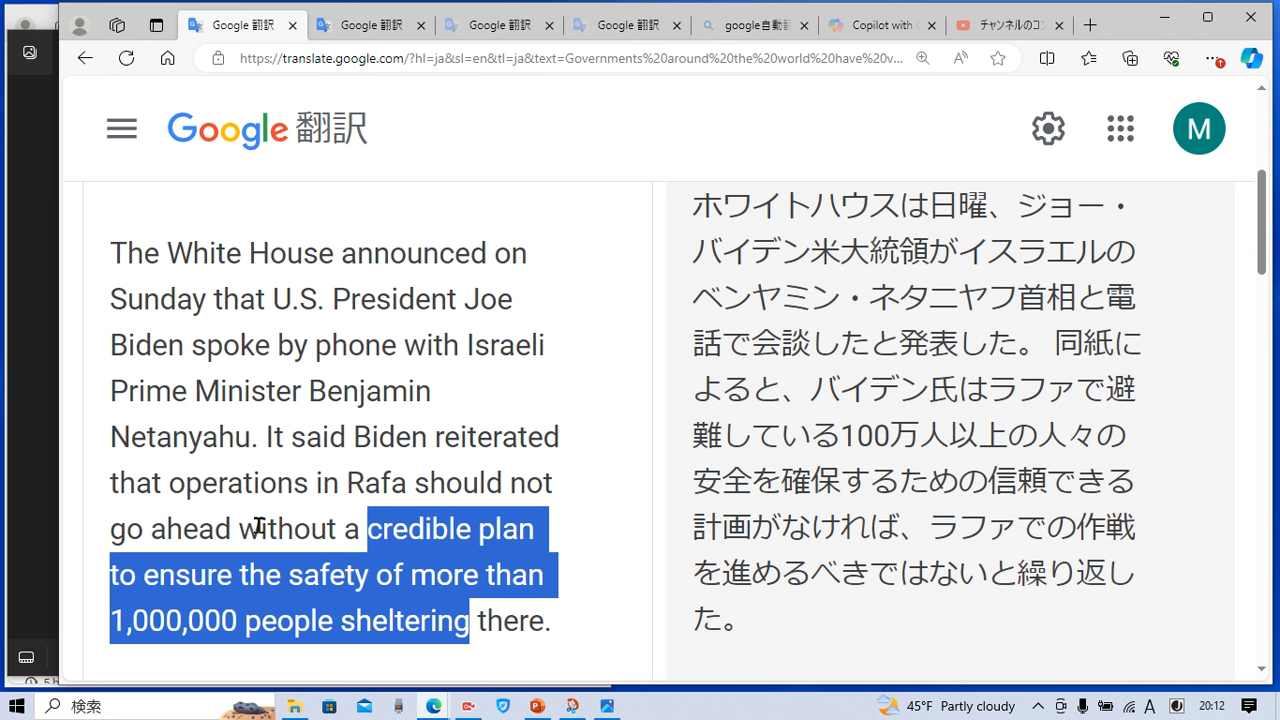 Google 翻訳
Google 翻訳
Google 翻訳
Google 翻訳
google自動
Copilot with
チャンネルのコ
https://translate.google.com/?hl=ja&sl=en&tl=ja&text=Governments%20around%20the%20world%20have%20v...
Google 翻訳
M
The White House announced on
Sunday that U.S. President Joe
Biden spoke by phone with Israeli
Prime Minister Benjamin
Netanyahu. It said Biden reiterated
that operations in Rafa should not
go ahead without a credible plan
to ensure the safety of more than
1,000,000 people sheltering there.
ホワイトハウスは日曜、ジョー・
バイデン米大統領がイスラエルの
ベンヤミン・ネタニヤフ首相と電
話で会談したと発表した。 同紙に
よると、バイデン氏はラファで避
難している100万人以上の人々の
安全を確保するための信頼できる
計画がなければ、ラファでの作戦
を進めるべきではないと繰り返し
た。
検索
45°F Partly cloudy
A
20:12